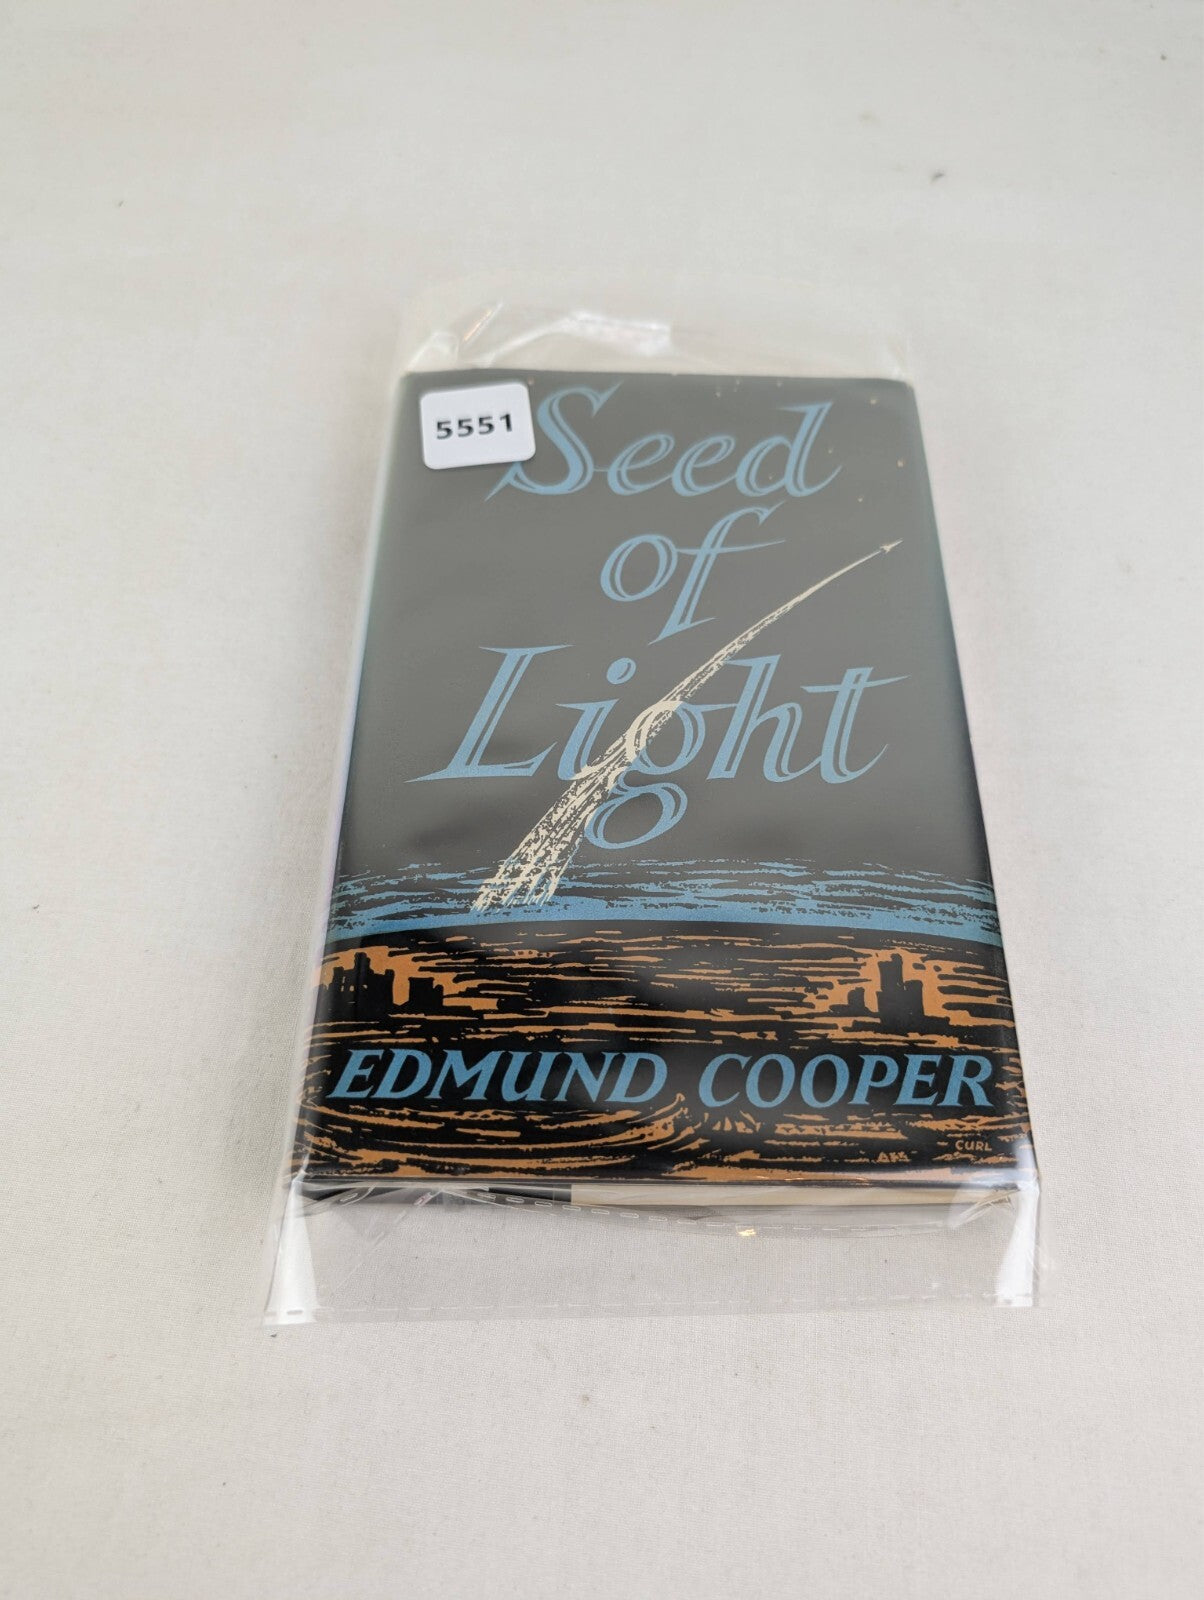 5551
Seed
of
Light
EDMUND COOPER
CURL